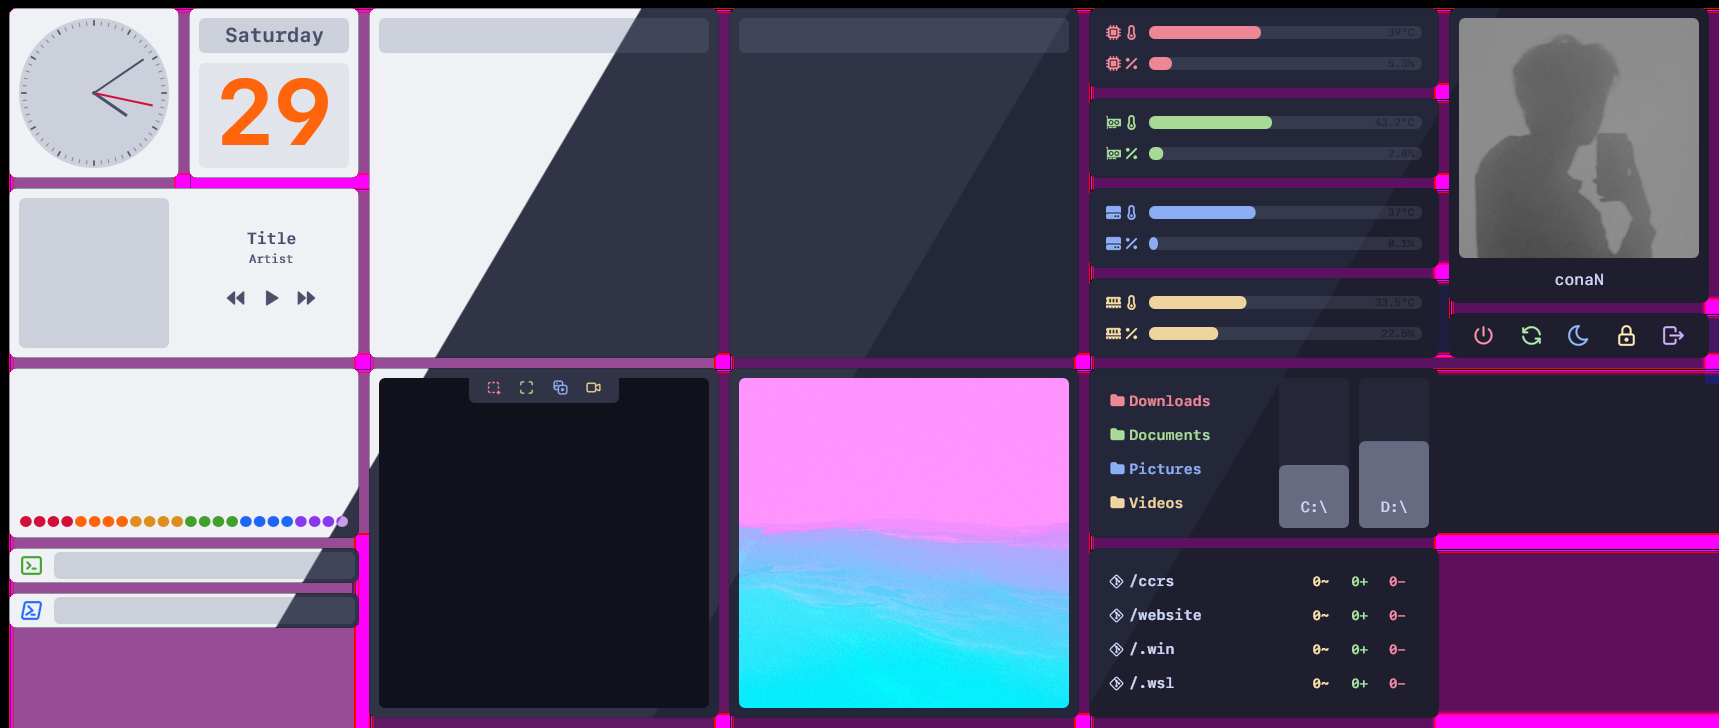 Saturday
29
Title
Artist
39°C
5.3%
43.2°C
2.0%
37°C
0.1%
33.5°C
22.5%
conaN
Downloads
Documents
Pictures
Videos
C:\
D:\
/ccrs 0~ 0+ 0-
/website 0~ 0+ 0-
/.win 0~ 0+ 0-
/.wsl 0~ 0+ 0-